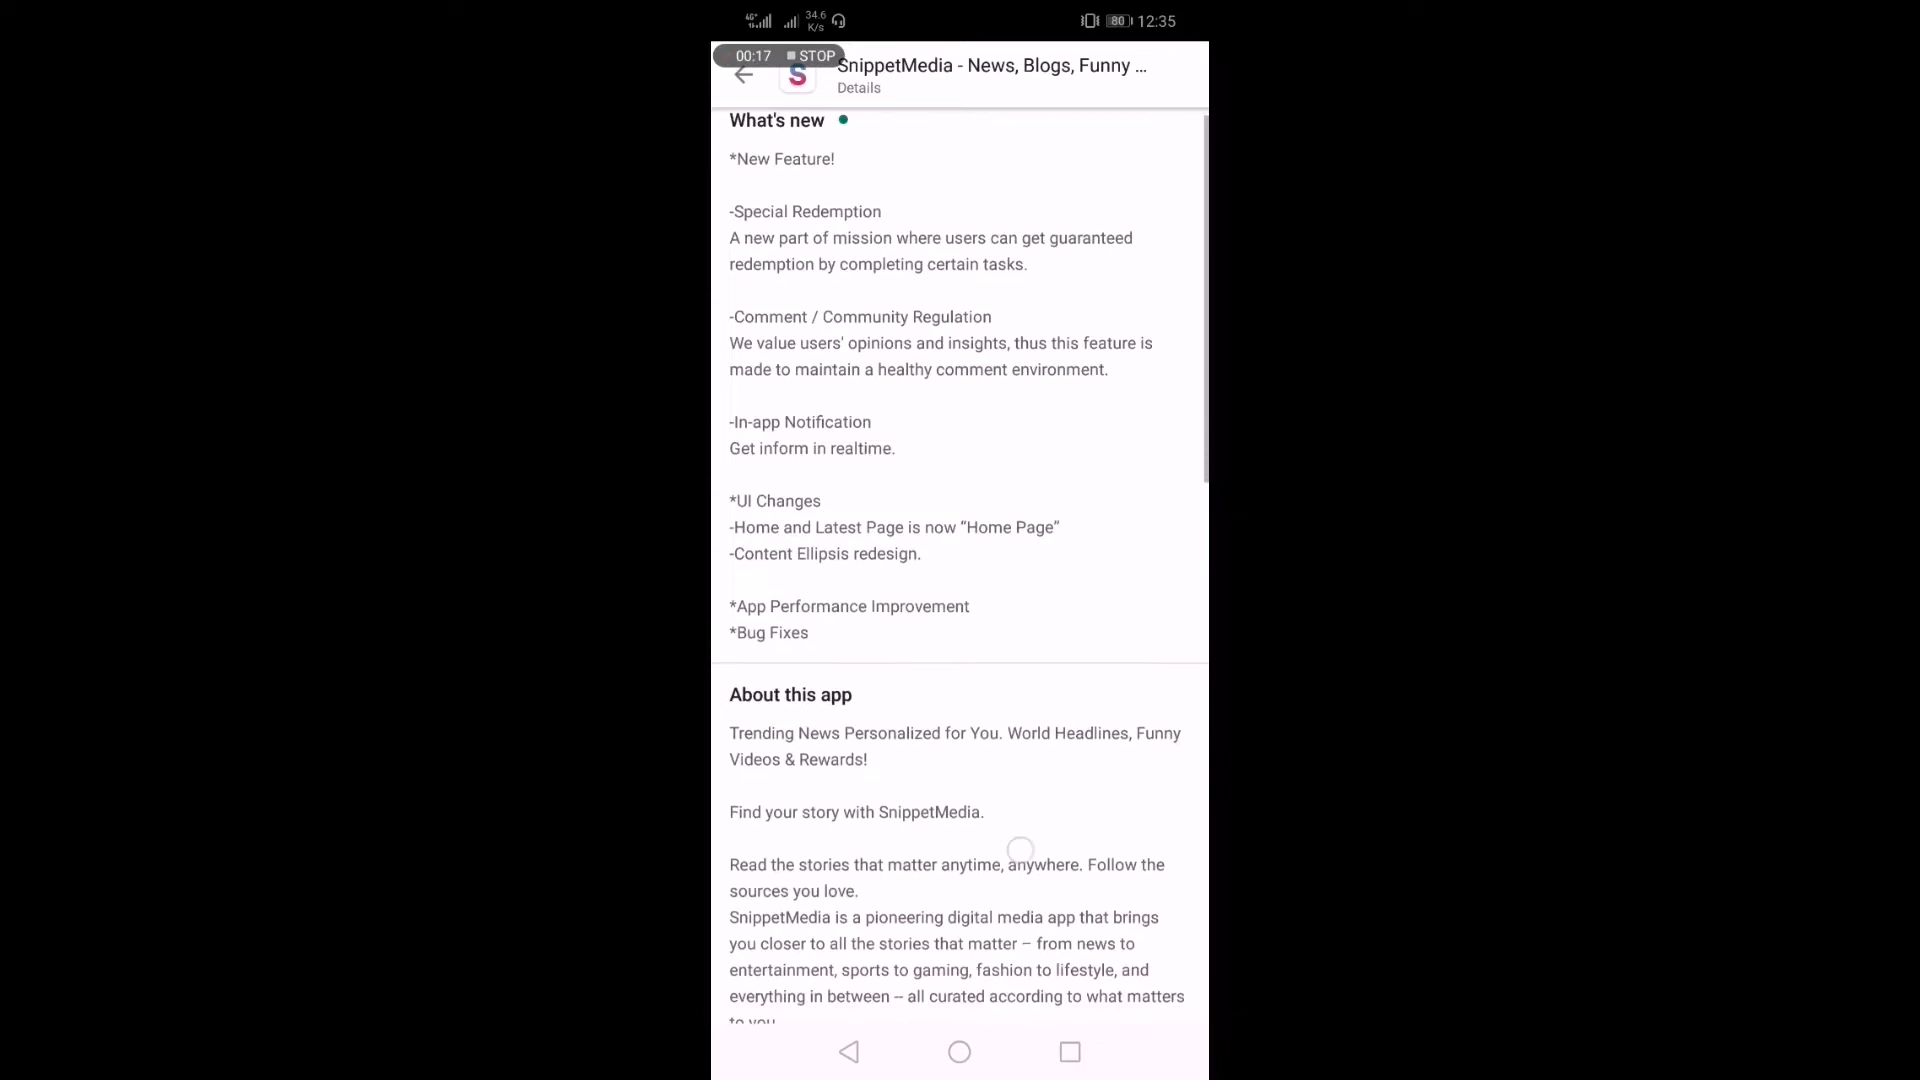 4G+ 34.6 K/s 80 12:35
00:17 STOP
S
SnippetMedia - News, Blogs, Funny ...
Details
What's new
*New Feature!
-Special Redemption
A new part of mission where users can get guaranteed
redemption by completing certain tasks.
-Comment / Community Regulation
We value users' opinions and insights, thus this feature is
made to maintain a healthy comment environment.
-In-app Notification
Get inform in realtime.
*UI Changes
-Home and Latest Page is now “Home Page”
-Content Ellipsis redesign.
*App Performance Improvement
*Bug Fixes
About this app
Trending News Personalized for You. World Headlines, Funny
Videos & Rewards!
Find your story with SnippetMedia.
Read the stories that matter anytime, anywhere. Follow the
sources you love.
SnippetMedia is a pioneering digital media app that brings
you closer to all the stories that matter – from news to
entertainment, sports to gaming, fashion to lifestyle, and
everything in between -- all curated according to what matters
to you